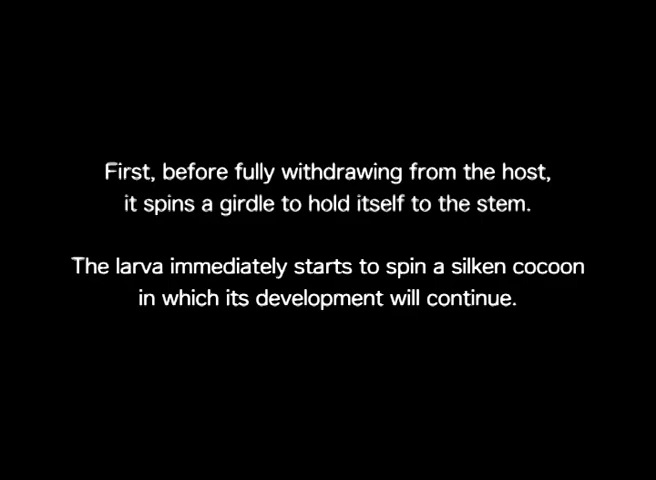 First, before fully withdrawing from the host,
it spins a girdle to hold itself to the stem.
The larva immediately starts to spin a silken cocoon
in which its development will continue.